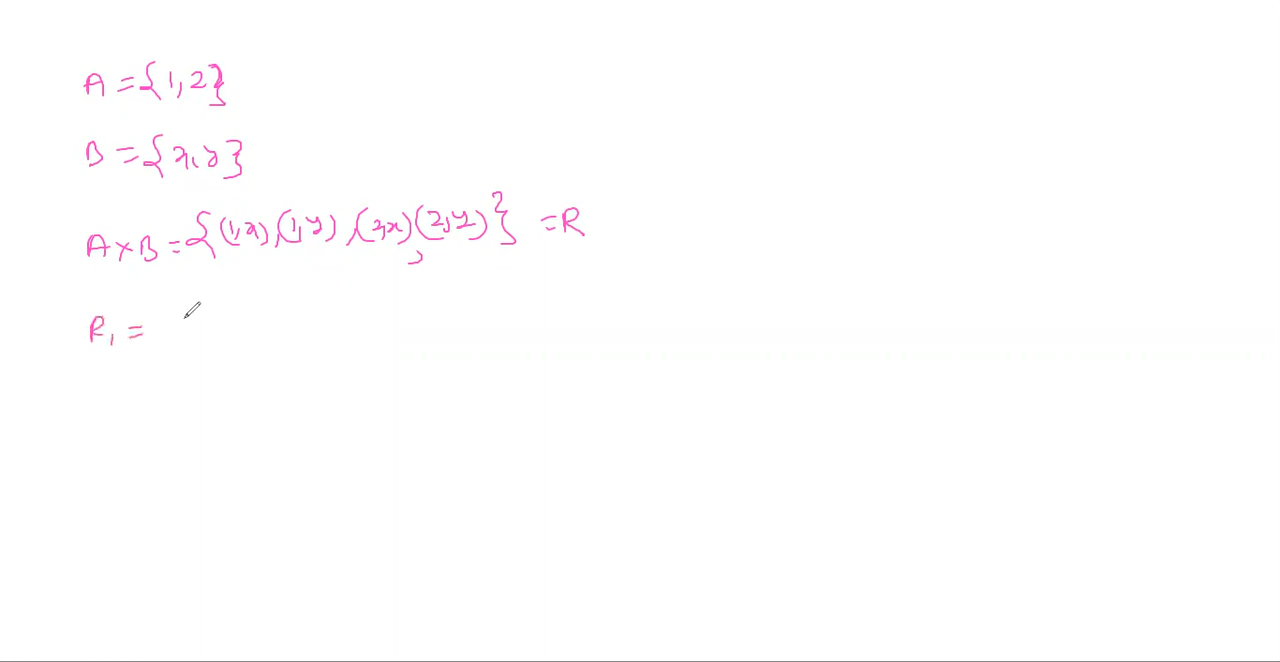 A = {1, 2}
B = {x, y}
A × B = {(1, x), (1, y), (2, x), (2, y)} = R
R₁ =